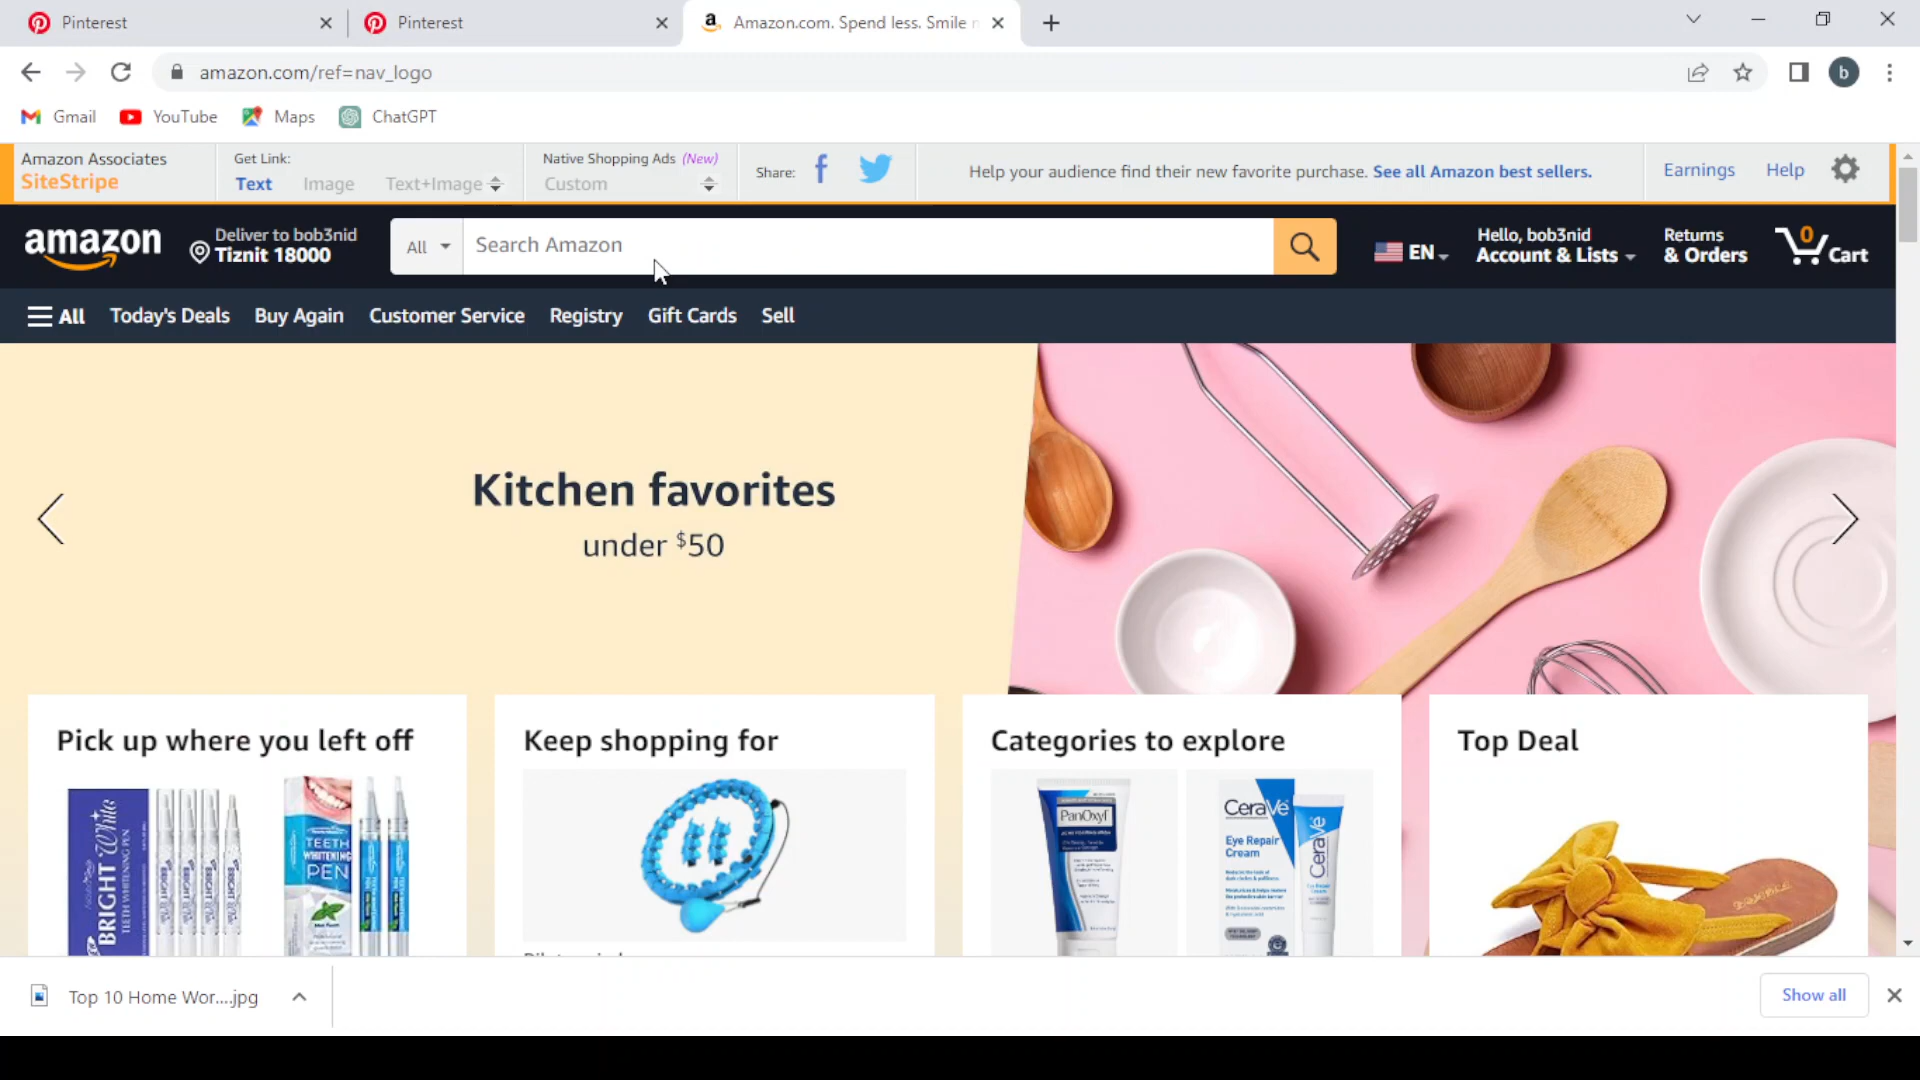 Pinterest
Pinterest
Amazon.com. Spend less. Smile
amazon.com/ref=nav_logo
b
Gmail
YouTube
Maps
ChatGPT
Amazon Associates
SiteStripe
Get Link:
Text
Image
Text+Image
Native Shopping Ads (New)
Custom
Share:
Help your audience find their new favorite purchase. See all Amazon best sellers.
Earnings
Help
amazon
Deliver to bob3nid
Tiznit 18000
All
Search Amazon
EN
Hello, bob3nid
Account & Lists
Returns
& Orders
0
Cart
All
Today's Deals
Buy Again
Customer Service
Registry
Gift Cards
Sell
Kitchen favorites
under $50
Pick up where you left off
Keep shopping for
Categories to explore
Top Deal
BRIGHT White
TEETH WHITENING PEN
TEETH
WHITENING
PEN
PanOxyl
CeraVe
Eye Repair
Cream
CeraVe
Top 10 Home Wor....jpg
Show all